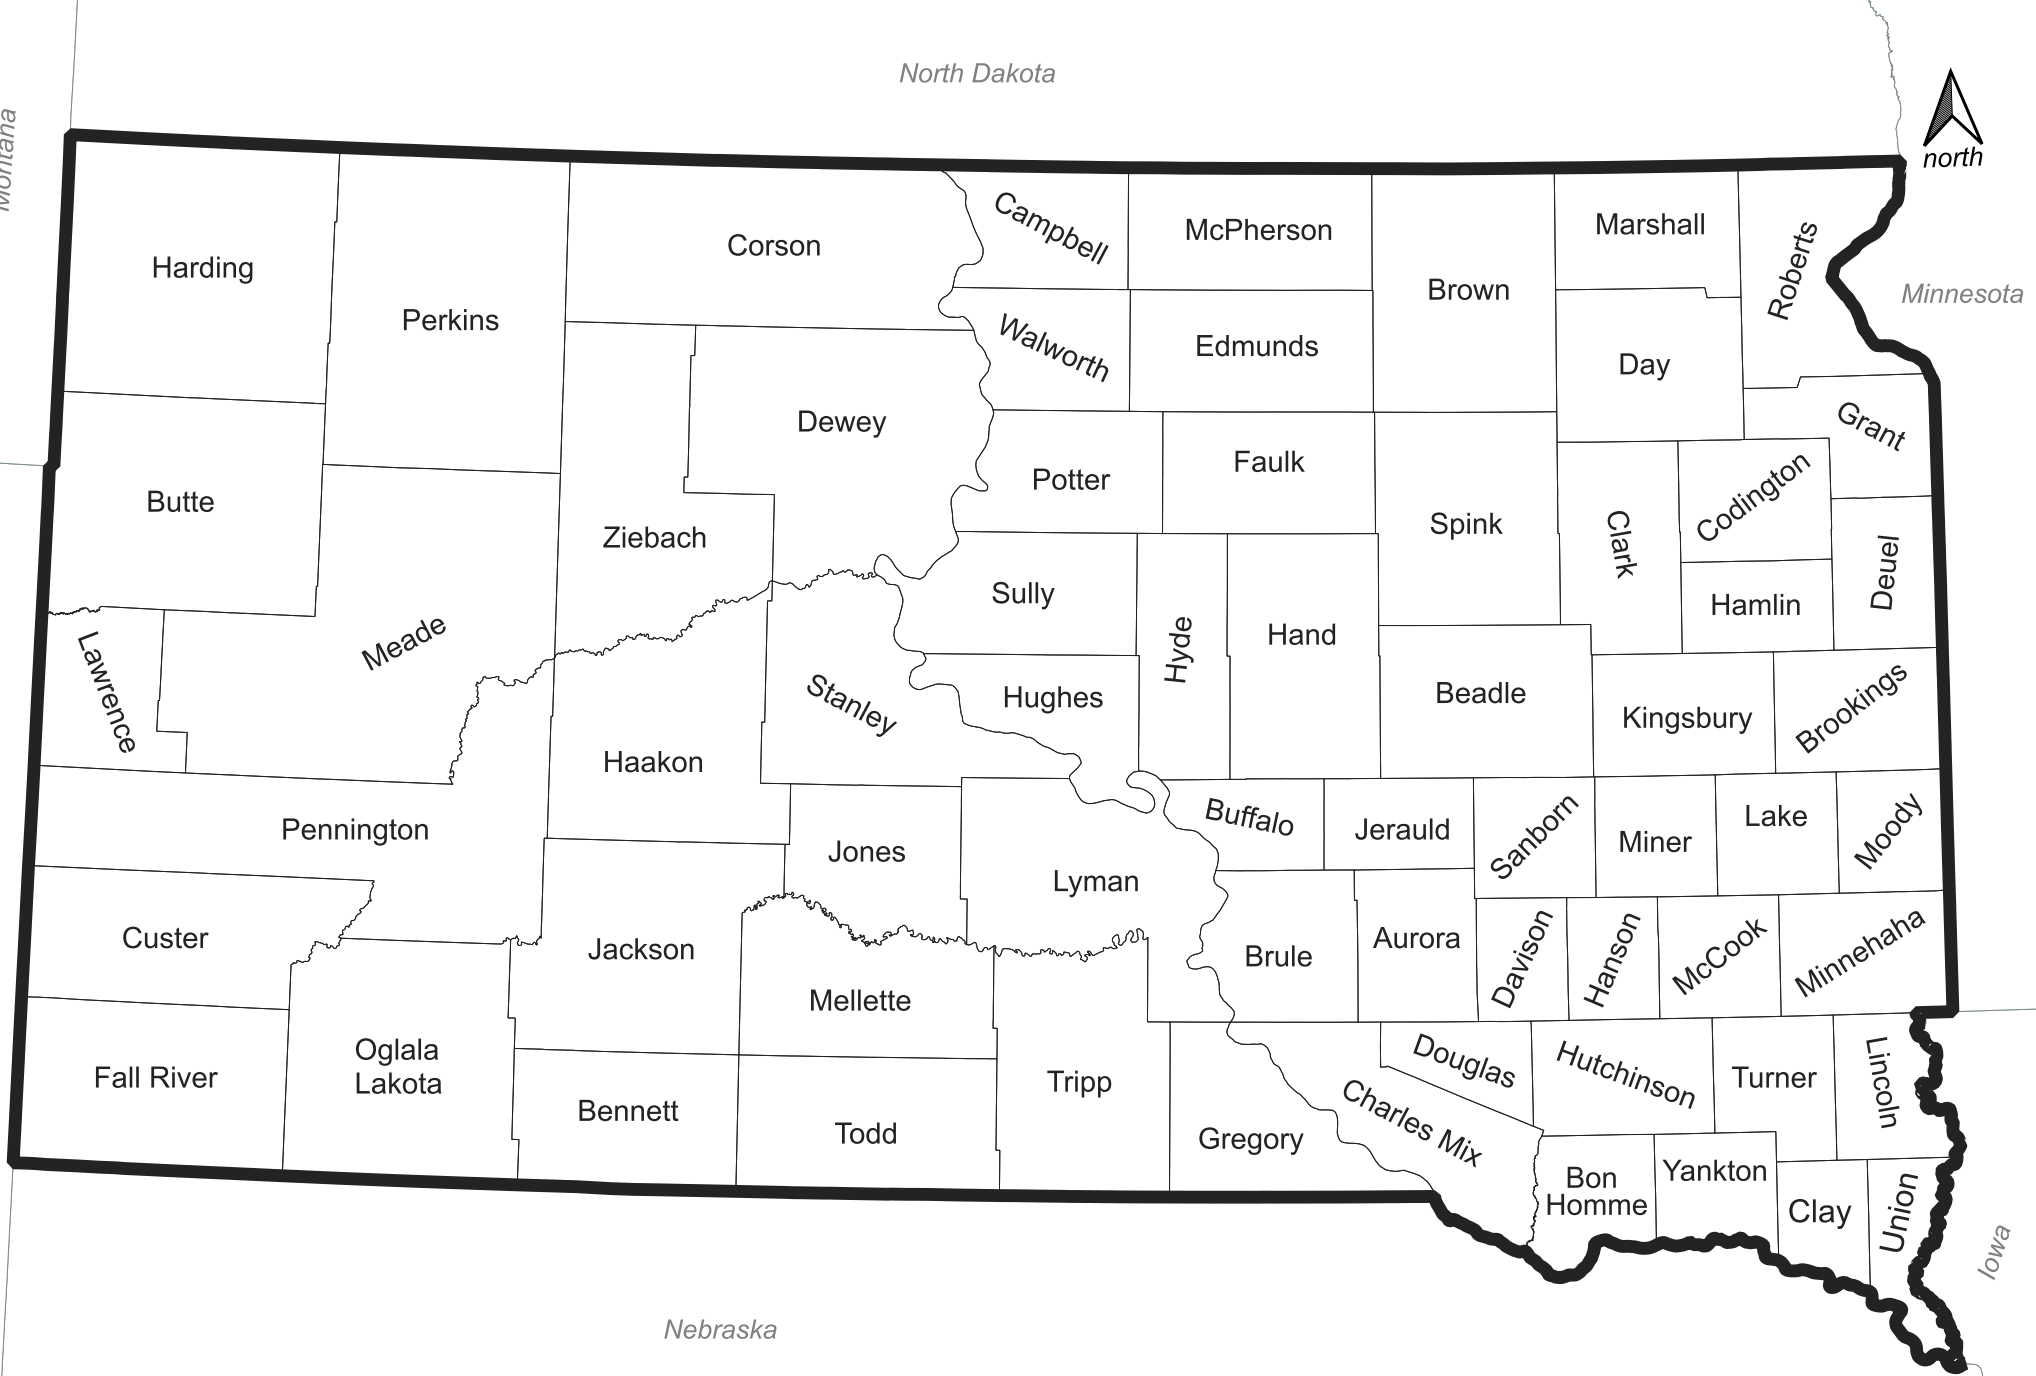 North Dakota
Montana
north
Minnesota
Harding
Perkins
Corson
Campbell
McPherson
Brown
Marshall
Roberts
Walworth
Edmunds
Day
Butte
Dewey
Grant
Ziebach
Potter
Faulk
Spink
Clark
Codington
Deuel
Hamlin
Lawrence
Meade
Sully
Hyde
Hand
Stanley
Hughes
Beadle
Kingsbury
Brookings
Haakon
Pennington
Jones
Lyman
Buffalo
Jerauld
Sanborn
Miner
Lake
Moody
Custer
Jackson
Mellette
Brule
Aurora
Davison
Hanson
McCook
Minnehaha
Fall River
Oglala
Lakota
Bennett
Todd
Tripp
Gregory
Charles Mix
Douglas
Hutchinson
Turner
Lincoln
Bon
Homme
Yankton
Clay
Union
Iowa
Nebraska